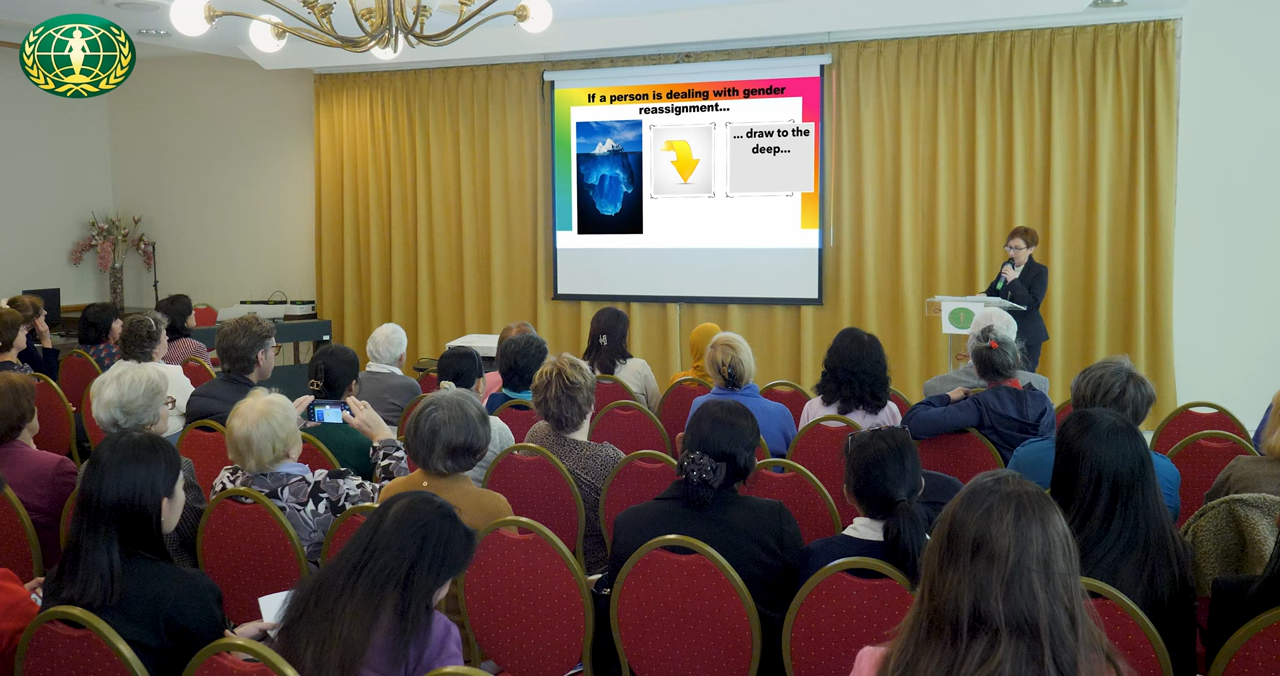 If a person is dealing with gender
reassignment...
... draw to the
deep...